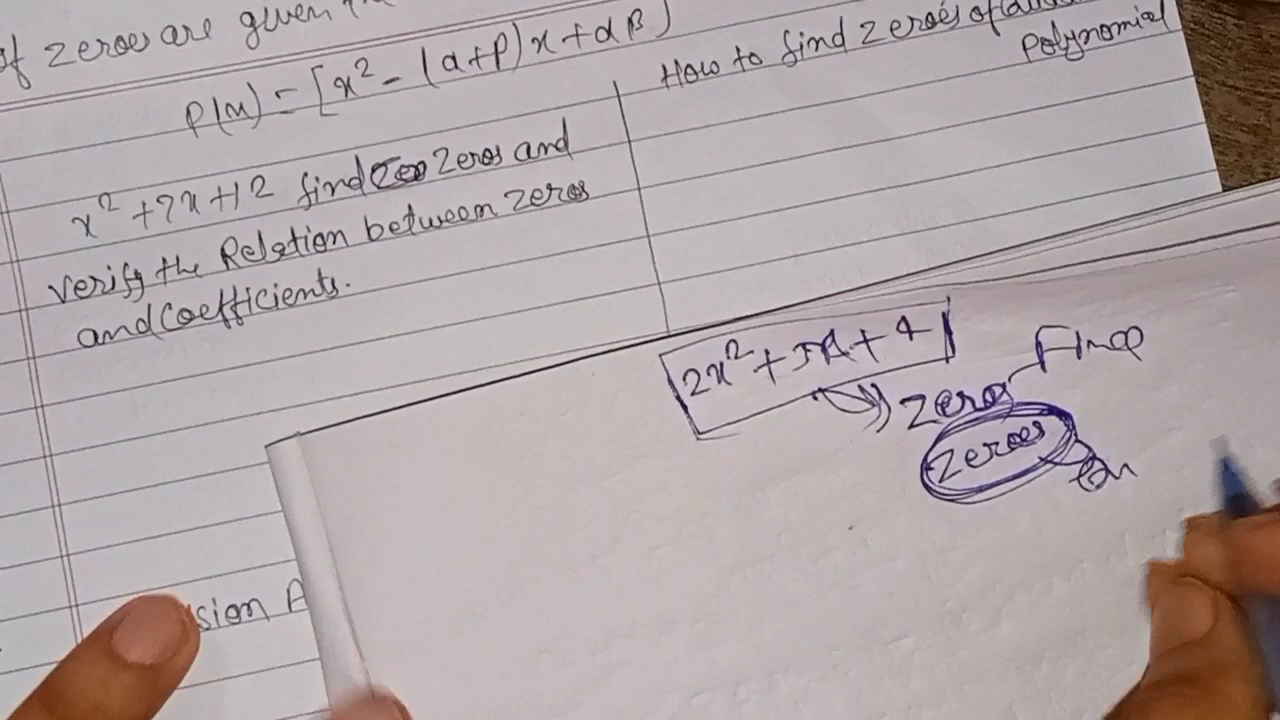 of zeroes are given
P(x) = [x² - (α+β)x + αβ]
x² + 7x + 12 find zeros and
verify the Relation between zeros
and coefficients.
How to find zeroes of
Polynomial
2x² + 5x + 4
Find
zeros
zeroes
sion A